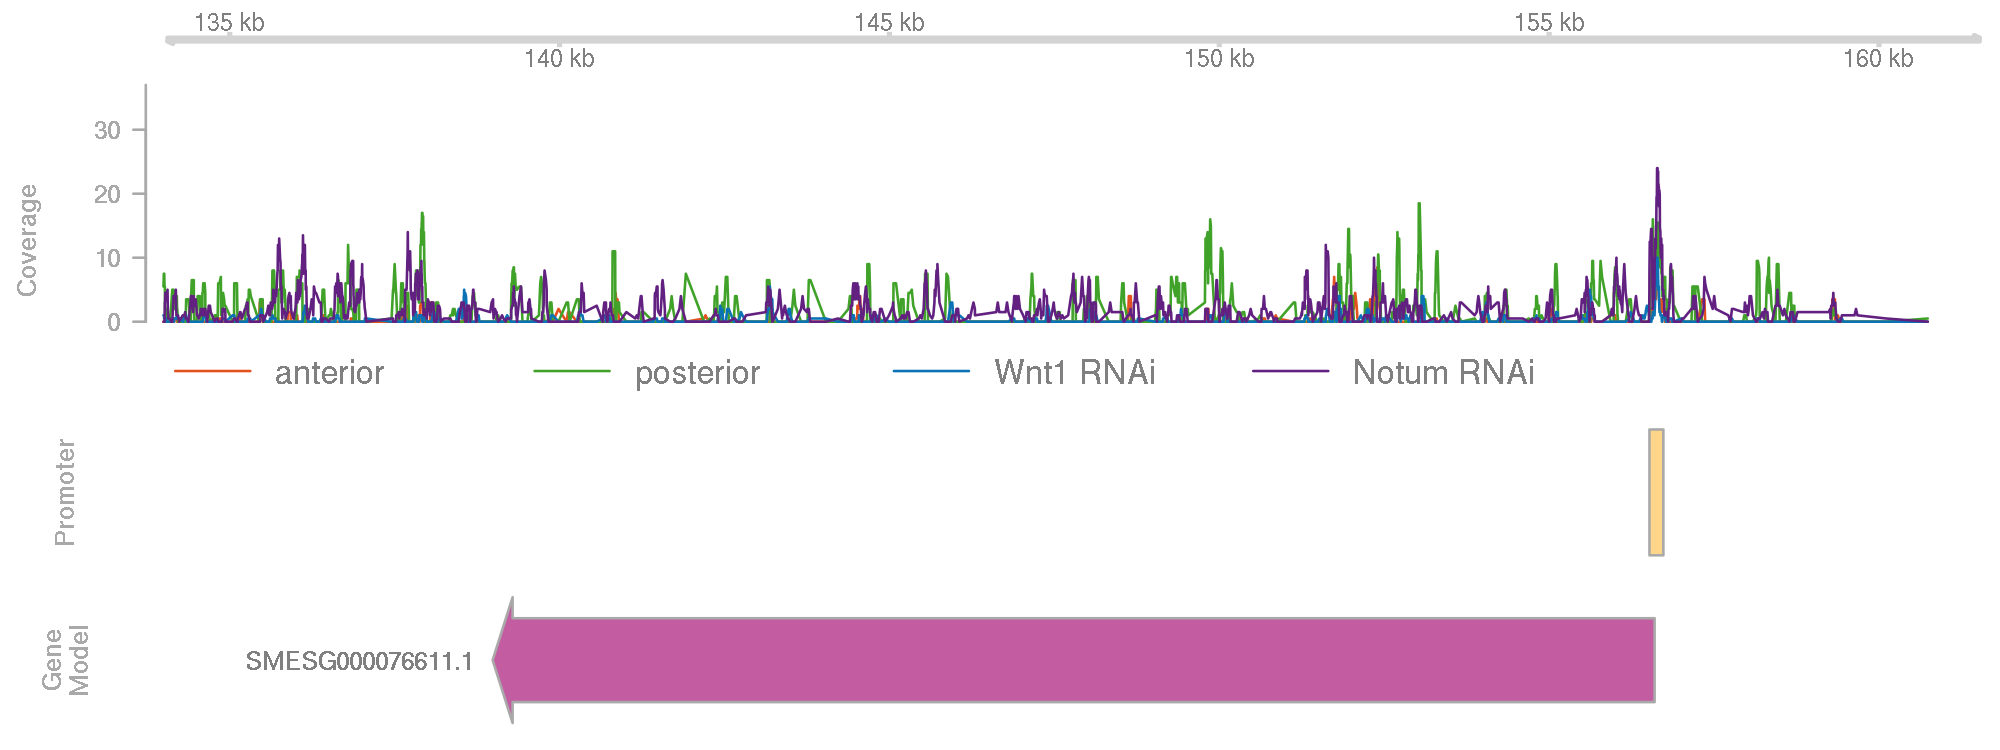 135 kb 145 kb 155 kb
140 kb 150 kb 160 kb
Coverage
30
20
10
0
anterior posterior Wnt1 RNAi Notum RNAi
Promoter
Gene
Model
SMESG000076611.1